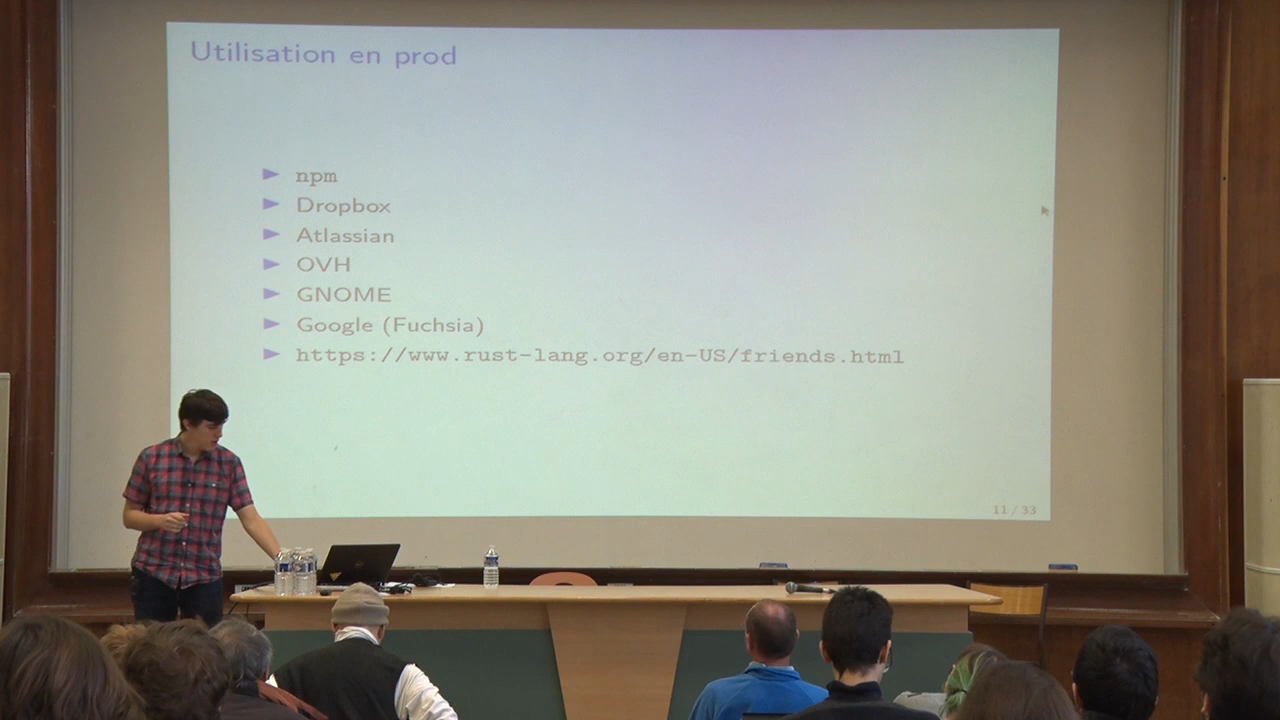 Utilisation en prod
npm
Dropbox
Atlassian
OVH
GNOME
Google (Fuchsia)
https://www.rust-lang.org/en-US/friends.html
11 / 33